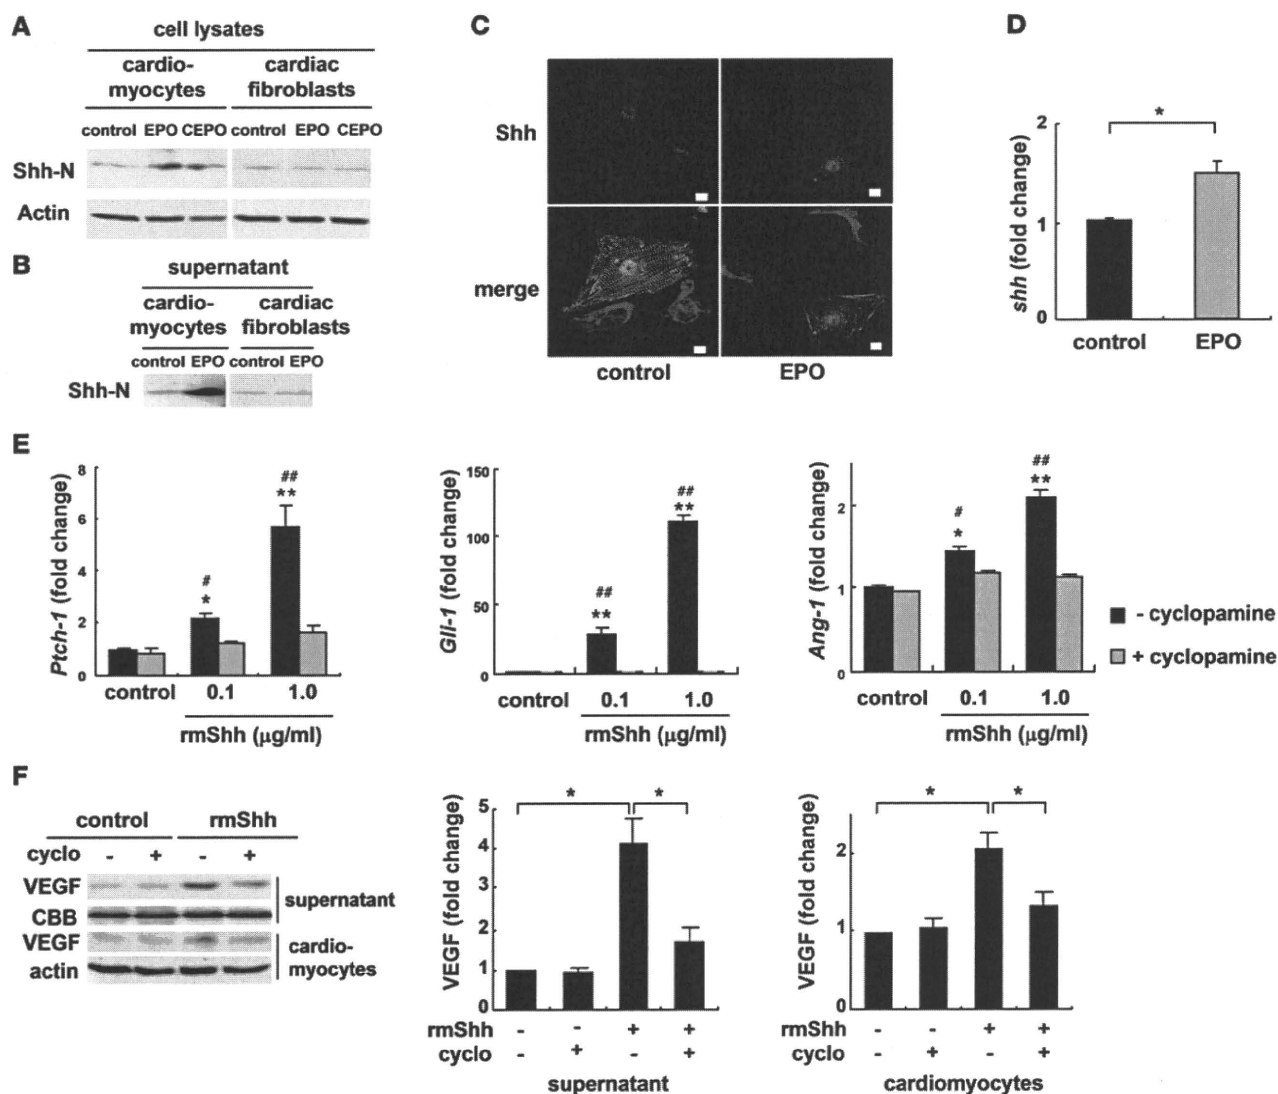 A
cell lysates
cardio-
myocytes
cardiac
fibroblasts
control EPO CEPO control EPO CEPO
Shh-N
Actin
B
supernatant
cardio-
myocytes
cardiac
fibroblasts
control EPO control EPO
Shh-N
C
Shh
merge
control
EPO
D
shh (fold change)
2
1
0
*
control
EPO
E
Ptch-1 (fold change)
8
6
4
2
0
#
*
##
**
control
0.1
1.0
rmShh (μg/ml)
Gli-1 (fold change)
150
100
50
0
##
**
##
**
control
0.1
1.0
rmShh (μg/ml)
Ang-1 (fold change)
2
1
0
#
*
##
**
control
0.1
1.0
rmShh (μg/ml)
- cyclopamine
+ cyclopamine
F
control
rmShh
cyclo - + - +
VEGF
CBB
supernatant
VEGF
actin
cardio-
myocytes
VEGF (fold change)
5
4
3
2
1
0
*
*
rmShh - - + +
cyclo - + - +
supernatant
VEGF (fold change)
2
1
0
*
*
rmShh - - + +
cyclo - + - +
cardiomyocytes